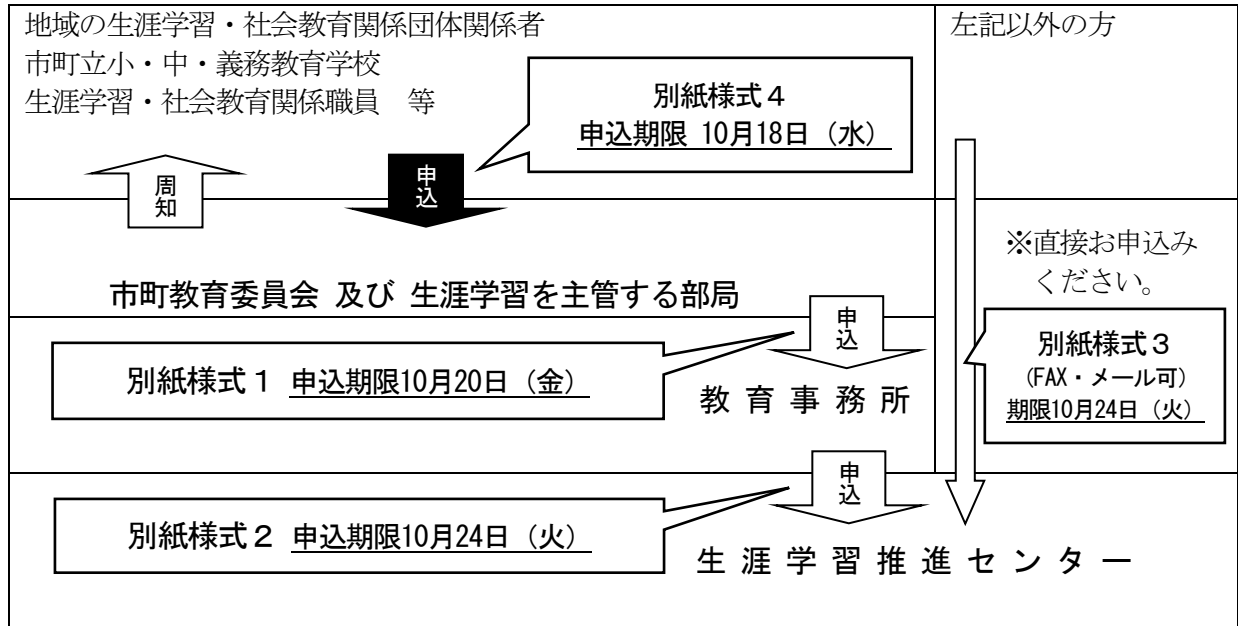 地域の生涯学習・社会教育関係団体関係者
市町立小・中・義務教育学校
生涯学習・社会教育関係職員　等
別紙様式４
申込期限 10月18日（水）
周知
申込
市町教育委員会 及び 生涯学習を主管する部局
申込
別紙様式１ 申込期限10月20日（金）
教育事務所
申込
別紙様式２ 申込期限10月24日（火）
生涯学習推進センター
左記以外の方
※直接お申込み
ください。
別紙様式３
(FAX・メール可)
期限10月24日（火）